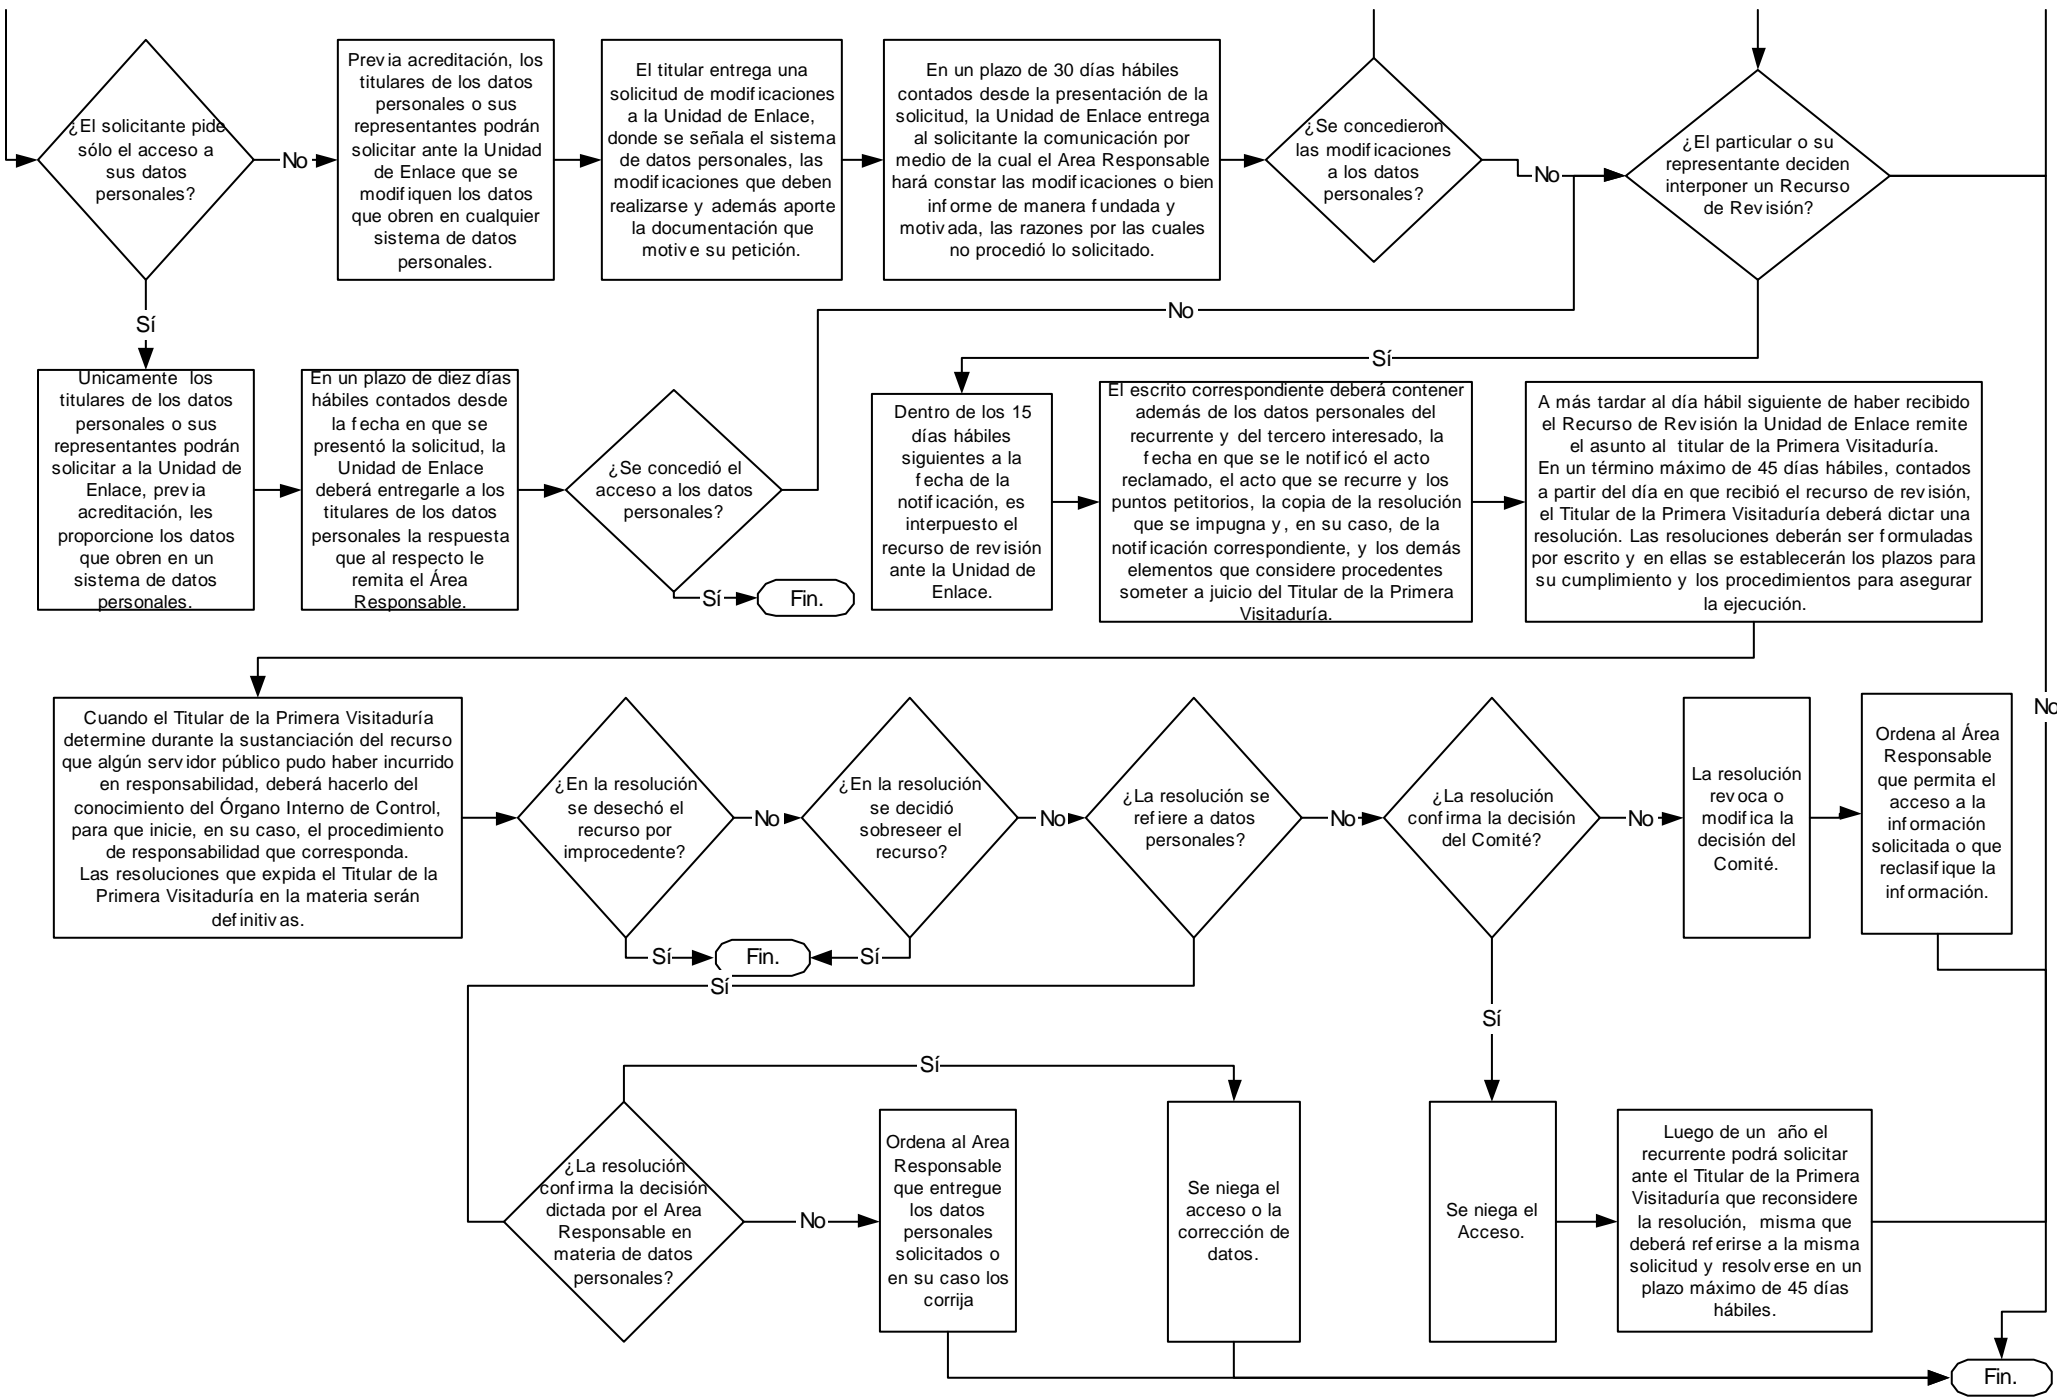 ¿El solicitante pide
sólo el acceso a
sus datos
personales?
No
Previa acreditación, los
titulares de los datos
personales o sus
representantes podrán
solicitar ante la Unidad
de Enlace que se
modifiquen los datos
que obren en cualquier
sistema de datos
personales.
El titular entrega una
solicitud de modificaciones
a la Unidad de Enlace,
donde se señala el sistema
de datos personales, las
modificaciones que deben
realizarse y además aporte
la documentación que
motive su petición.
En un plazo de 30 días hábiles
contados desde la presentación de la
solicitud, la Unidad de Enlace entrega
al solicitante la comunicación por
medio de la cual el Area Responsable
hará constar las modificaciones o bien
informe de manera fundada y
motivada, las razones por las cuales
no procedió lo solicitado.
¿Se concedieron
las modificaciones
a los datos
personales?
No
¿El particular o su
representante deciden
interponer un Recurso
de Revisión?
Sí
No
Sí
Unicamente los
titulares de los datos
personales o sus
representantes podrán
solicitar a la Unidad de
Enlace, previa
acreditación, les
proporcione los datos
que obren en un
sistema de datos
personales.
En un plazo de diez días
hábiles contados desde
la fecha en que se
presentó la solicitud, la
Unidad de Enlace
deberá entregarle a los
titulares de los datos
personales la respuesta
que al respecto le
remita el Área
Responsable.
¿Se concedió el
acceso a los datos
personales?
Sí
Fin.
Dentro de los 15
días hábiles
siguientes a la
fecha de la
notificación, es
interpuesto el
recurso de revisión
ante la Unidad de
Enlace.
El escrito correspondiente deberá contener
además de los datos personales del
recurrente y del tercero interesado, la
fecha en que se le notificó el acto
reclamado, el acto que se recurre y los
puntos petitorios, la copia de la resolución
que se impugna y, en su caso, de la
notificación correspondiente, y los demás
elementos que considere procedentes
someter a juicio del Titular de la Primera
Visitaduría.
A más tardar al día hábil siguiente de haber recibido
el Recurso de Revisión la Unidad de Enlace remite
el asunto al titular de la Primera Visitaduría.
En un término máximo de 45 días hábiles, contados
a partir del día en que recibió el recurso de revisión,
el Titular de la Primera Visitaduría deberá dictar una
resolución. Las resoluciones deberán ser formuladas
por escrito y en ellas se establecerán los plazos para
su cumplimiento y los procedimientos para asegurar
la ejecución.
Cuando el Titular de la Primera Visitaduría
determine durante la sustanciación del recurso
que algún servidor público pudo haber incurrido
en responsabilidad, deberá hacerlo del
conocimiento del Órgano Interno de Control,
para que inicie, en su caso, el procedimiento
de responsabilidad que corresponda.
Las resoluciones que expida el Titular de la
Primera Visitaduría en la materia serán
definitivas.
¿En la resolución
se desechó el
recurso por
improcedente?
No
¿En la resolución
se decidió
sobreseer el
recurso?
No
¿La resolución se
refiere a datos
personales?
No
¿La resolución
confirma la decisión
del Comité?
No
La resolución
revoca o
modifica la
decisión del
Comité.
Ordena al Área
Responsable
que permita el
acceso a la
información
solicitada o que
reclasifique la
información.
No
Sí
Fin.
Sí
Sí
Sí
Sí
¿La resolución
confirma la decisión
dictada por el Area
Responsable en
materia de datos
personales?
No
Ordena al Area
Responsable
que entregue
los datos
personales
solicitados o
en su caso los
corrija
Se niega el
acceso o la
corrección de
datos.
Se niega el
Acceso.
Luego de un año el
recurrente podrá solicitar
ante el Titular de la Primera
Visitaduría que reconsidere
la resolución, misma que
deberá referirse a la misma
solicitud y resolverse en un
plazo máximo de 45 días
hábiles.
Fin.